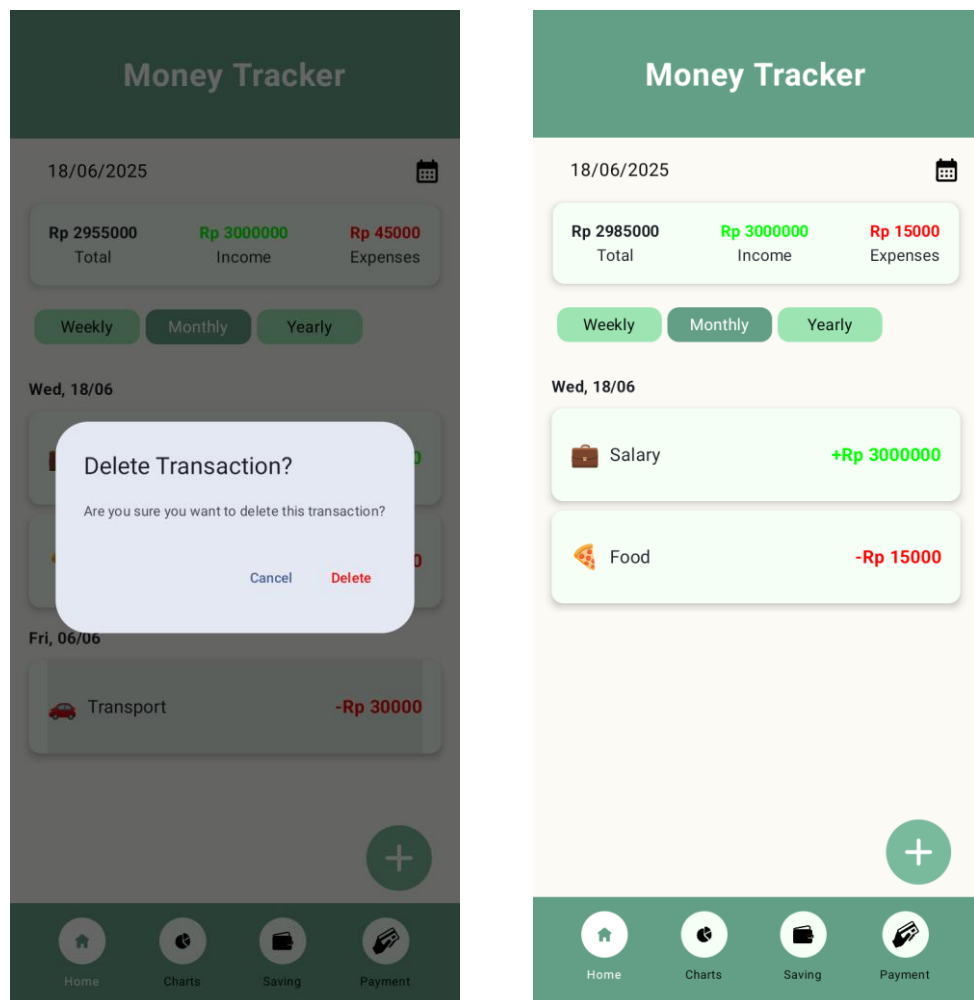 Money Tracker
18/06/2025
Rp 2955000 Rp 3000000 Rp 45000
Total Income Expenses
Weekly Monthly Yearly
Wed, 18/06
Delete Transaction?
Are you sure you want to delete this transaction?
Cancel Delete
Fri, 06/06
Transport -Rp 30000
Home Charts Saving Payment
Money Tracker
18/06/2025
Rp 2985000 Rp 3000000 Rp 15000
Total Income Expenses
Weekly Monthly Yearly
Wed, 18/06
Salary +Rp 3000000
Food -Rp 15000
Home Charts Saving Payment